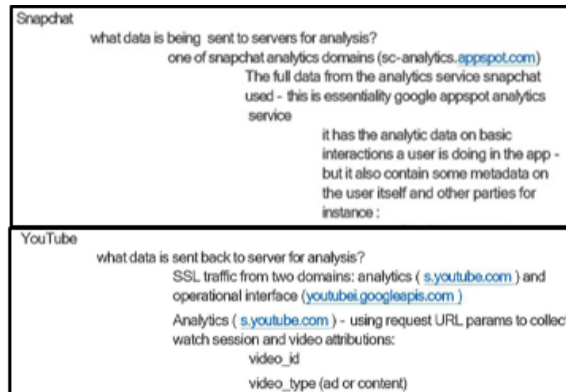 Snapchat
what data is being sent to servers for analysis?
one of snapchat analytics domains (sc-analytics.appspot.com)
The full data from the analytics service snapchat
used - this is essentiality google appspot analytics
service
it has the analytic data on basic
interactions a user is doing in the app -
but it also contain some metadata on
the user itself and other parties for
instance :
YouTube
what data is sent back to server for analysis?
SSL traffic from two domains: analytics ( s.youtube.com ) and
operational interface (youtubei.googleapis.com )
Analytics ( s.youtube.com ) - using request URL params to collect
watch session and video attributions:
video_id
video_type (ad or content)